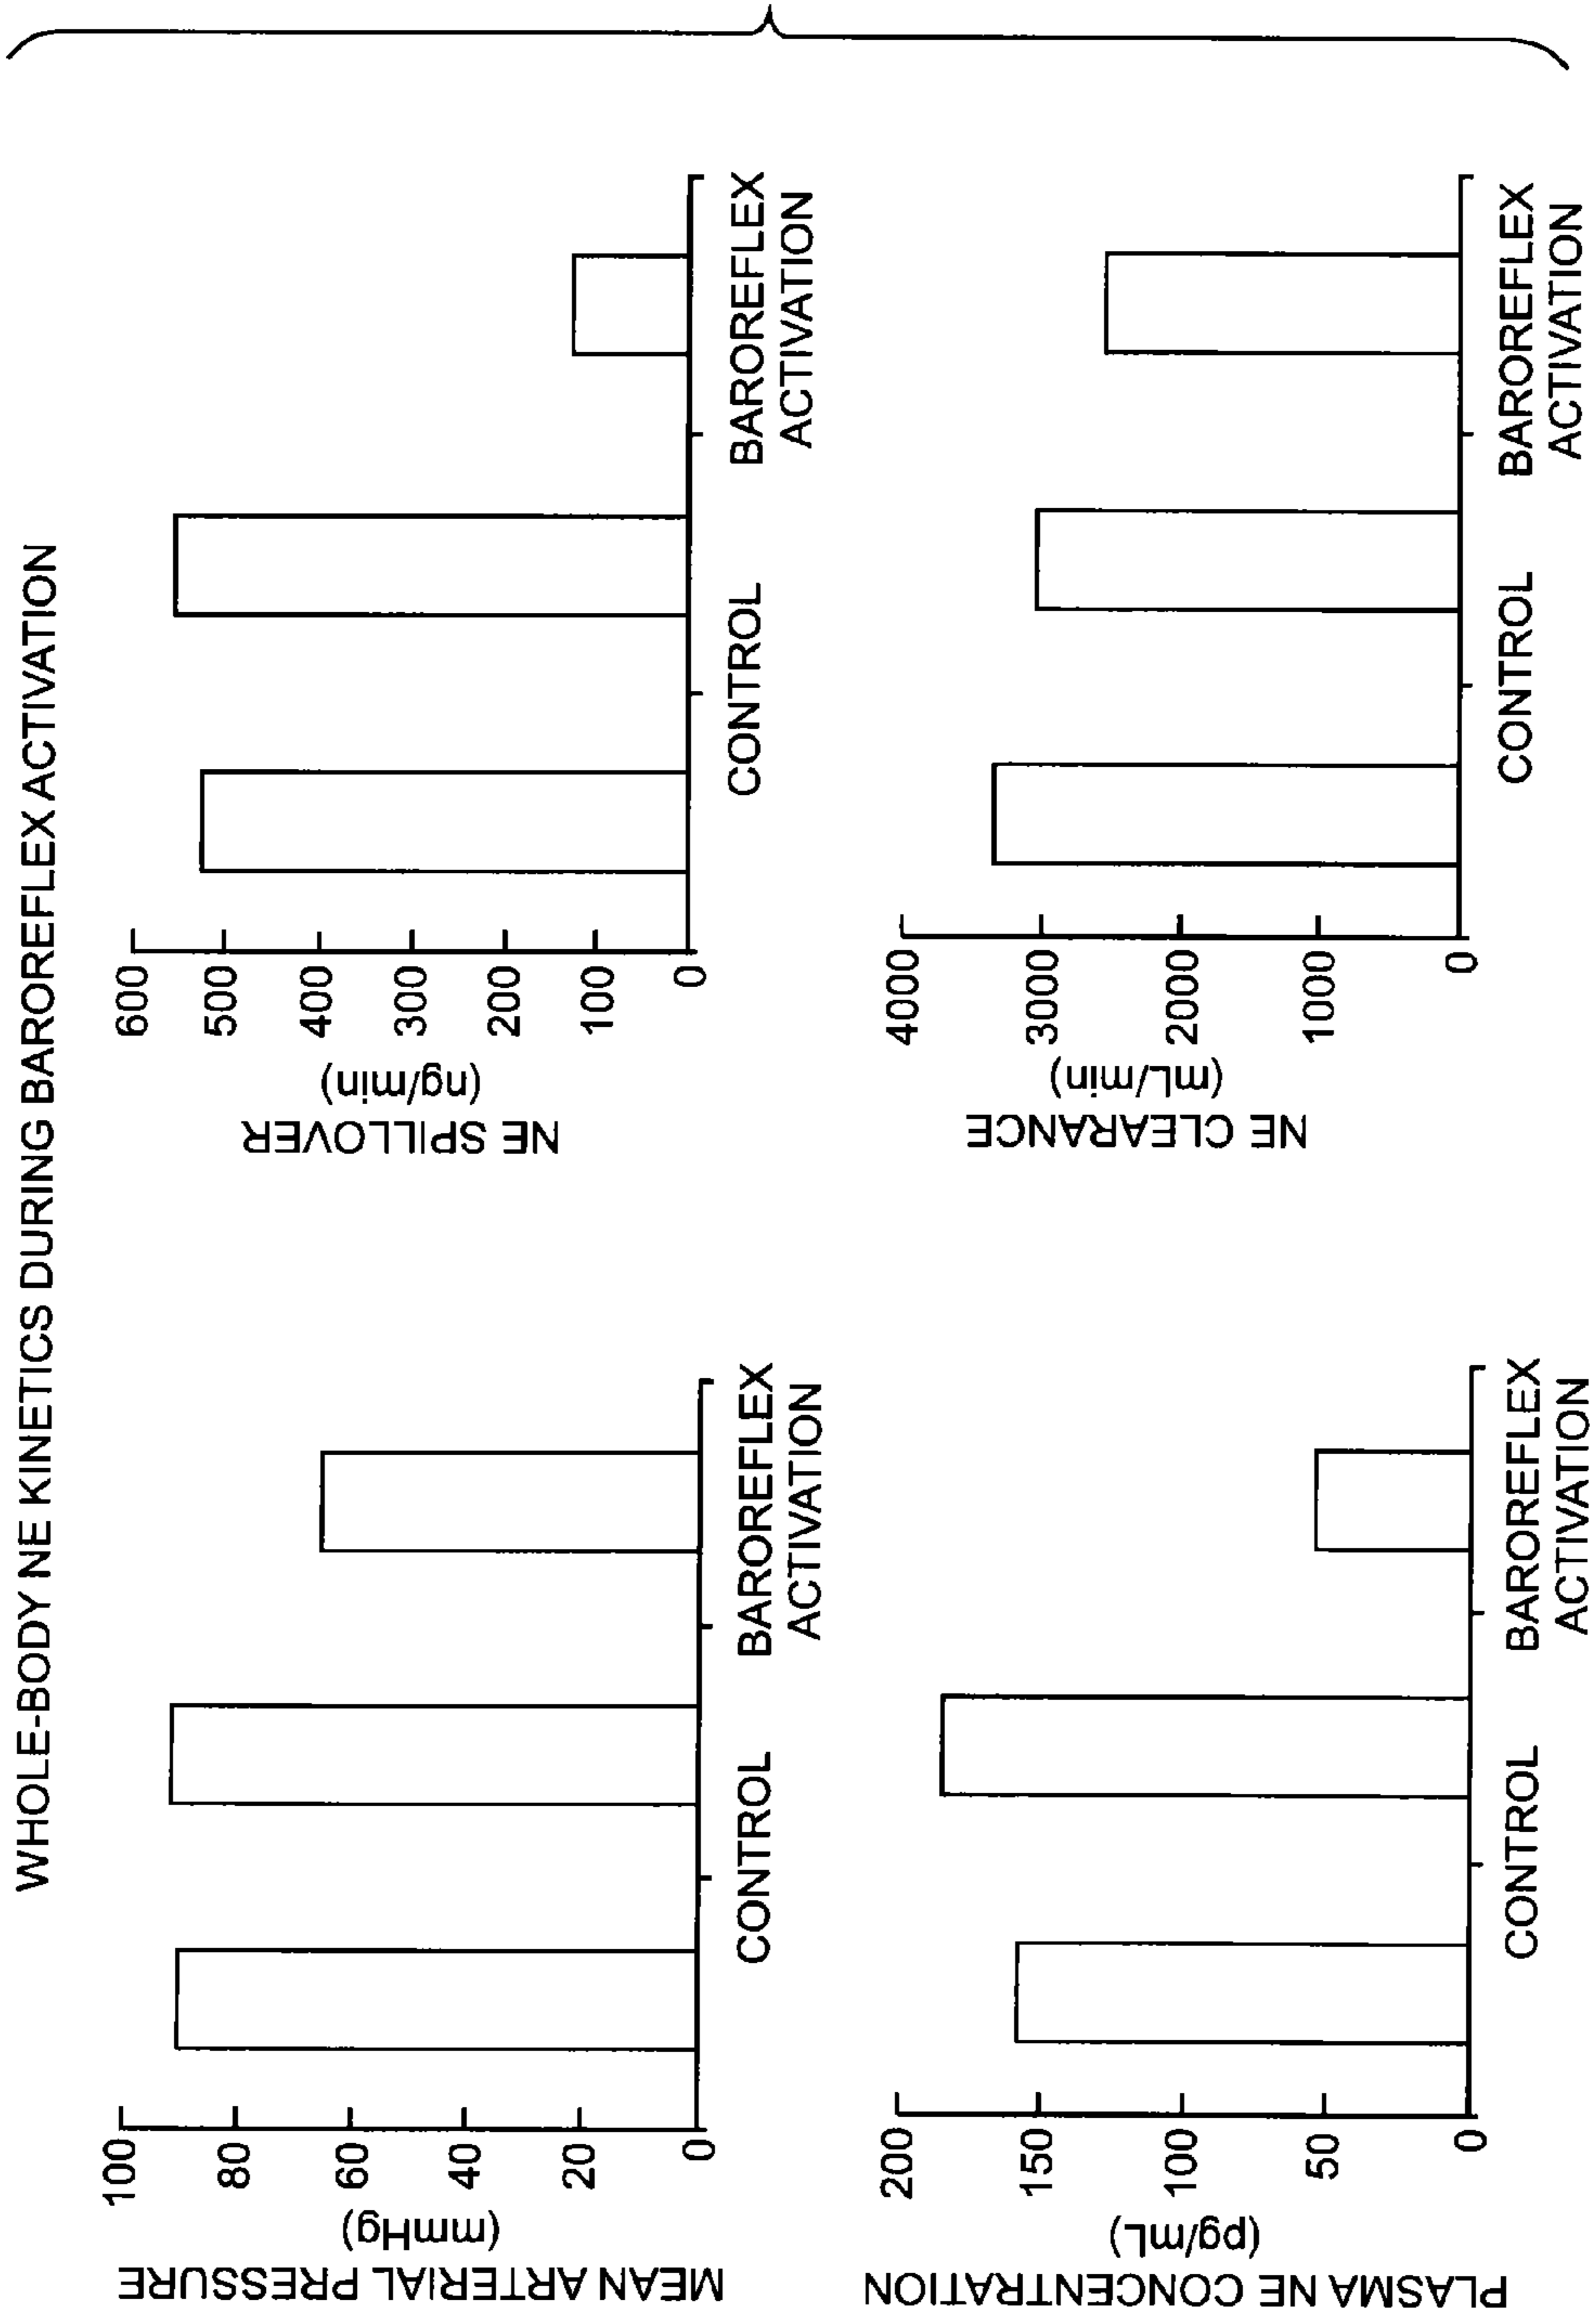 WHOLE-BODY NE KINETICS DURING BAROREFLEX ACTIVATION
MEAN ARTERIAL PRESSURE
(mmHg)
100
80
60
40
20
0
CONTROL
BAROREFLEX
ACTIVATION
NE SPILLOVER
(ng/min)
600
500
400
300
200
100
0
CONTROL
BAROREFLEX
ACTIVATION
PLASMA NE CONCENTRATION
(pg/mL)
200
150
100
50
0
CONTROL
BAROREFLEX
ACTIVATION
NE CLEARANCE
(mL/min)
4000
3000
2000
1000
0
CONTROL
BAROREFLEX
ACTIVATION